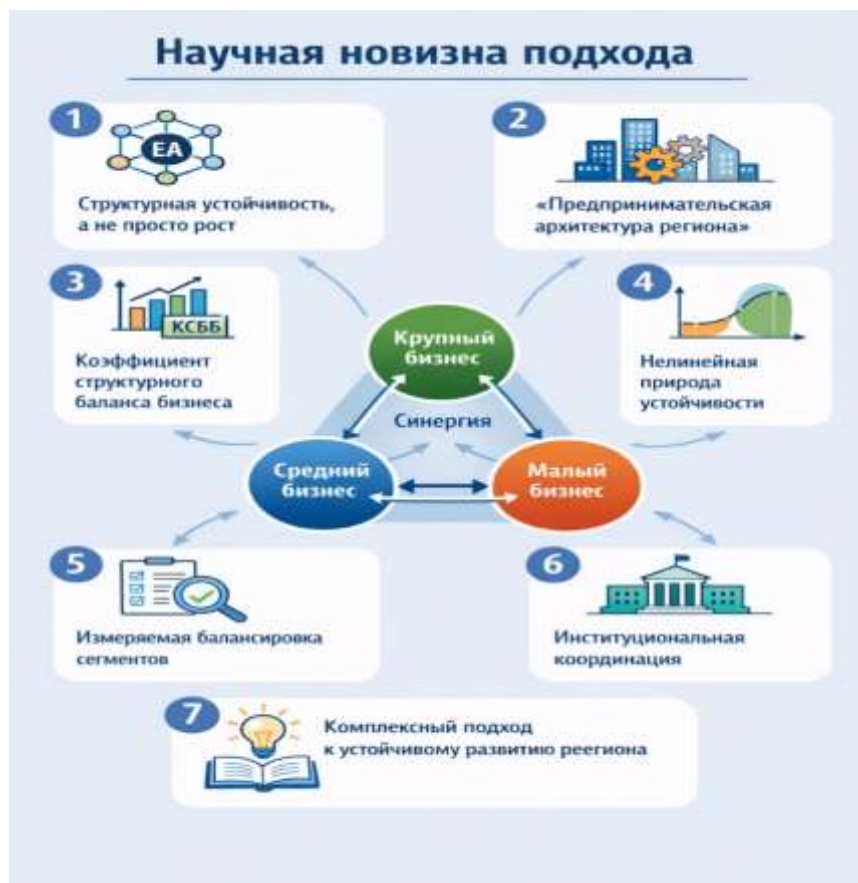 Научная новизна подхода
1
ЕА
Структурная устойчивость,
а не просто рост
2
«Предпринимательская
архитектура региона»
3
КСББ
Коэффициент
структурного
баланса бизнеса
4
Нелинейная
природа
устойчивости
Крупный
бизнес
Синергия
Средний
бизнес
Малый
бизнес
5
Измеряемая балансировка
сегментов
6
Институциональная
координация
7
Комплексный подход
к устойчивому развитию реегиона